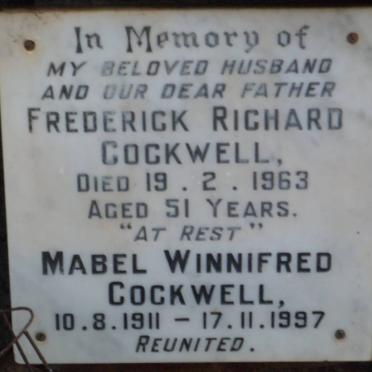 In Memory of
MY BELOVED HUSBAND
AND OUR DEAR FATHER
FREDERICK RICHARD
COCKWELL,
DIED 19 . 2 . 1963
AGED 51 YEARS.
"AT REST"
MABEL WINNIFRED
COCKWELL,
10.8.1911 – 17.11.1997
REUNITED.